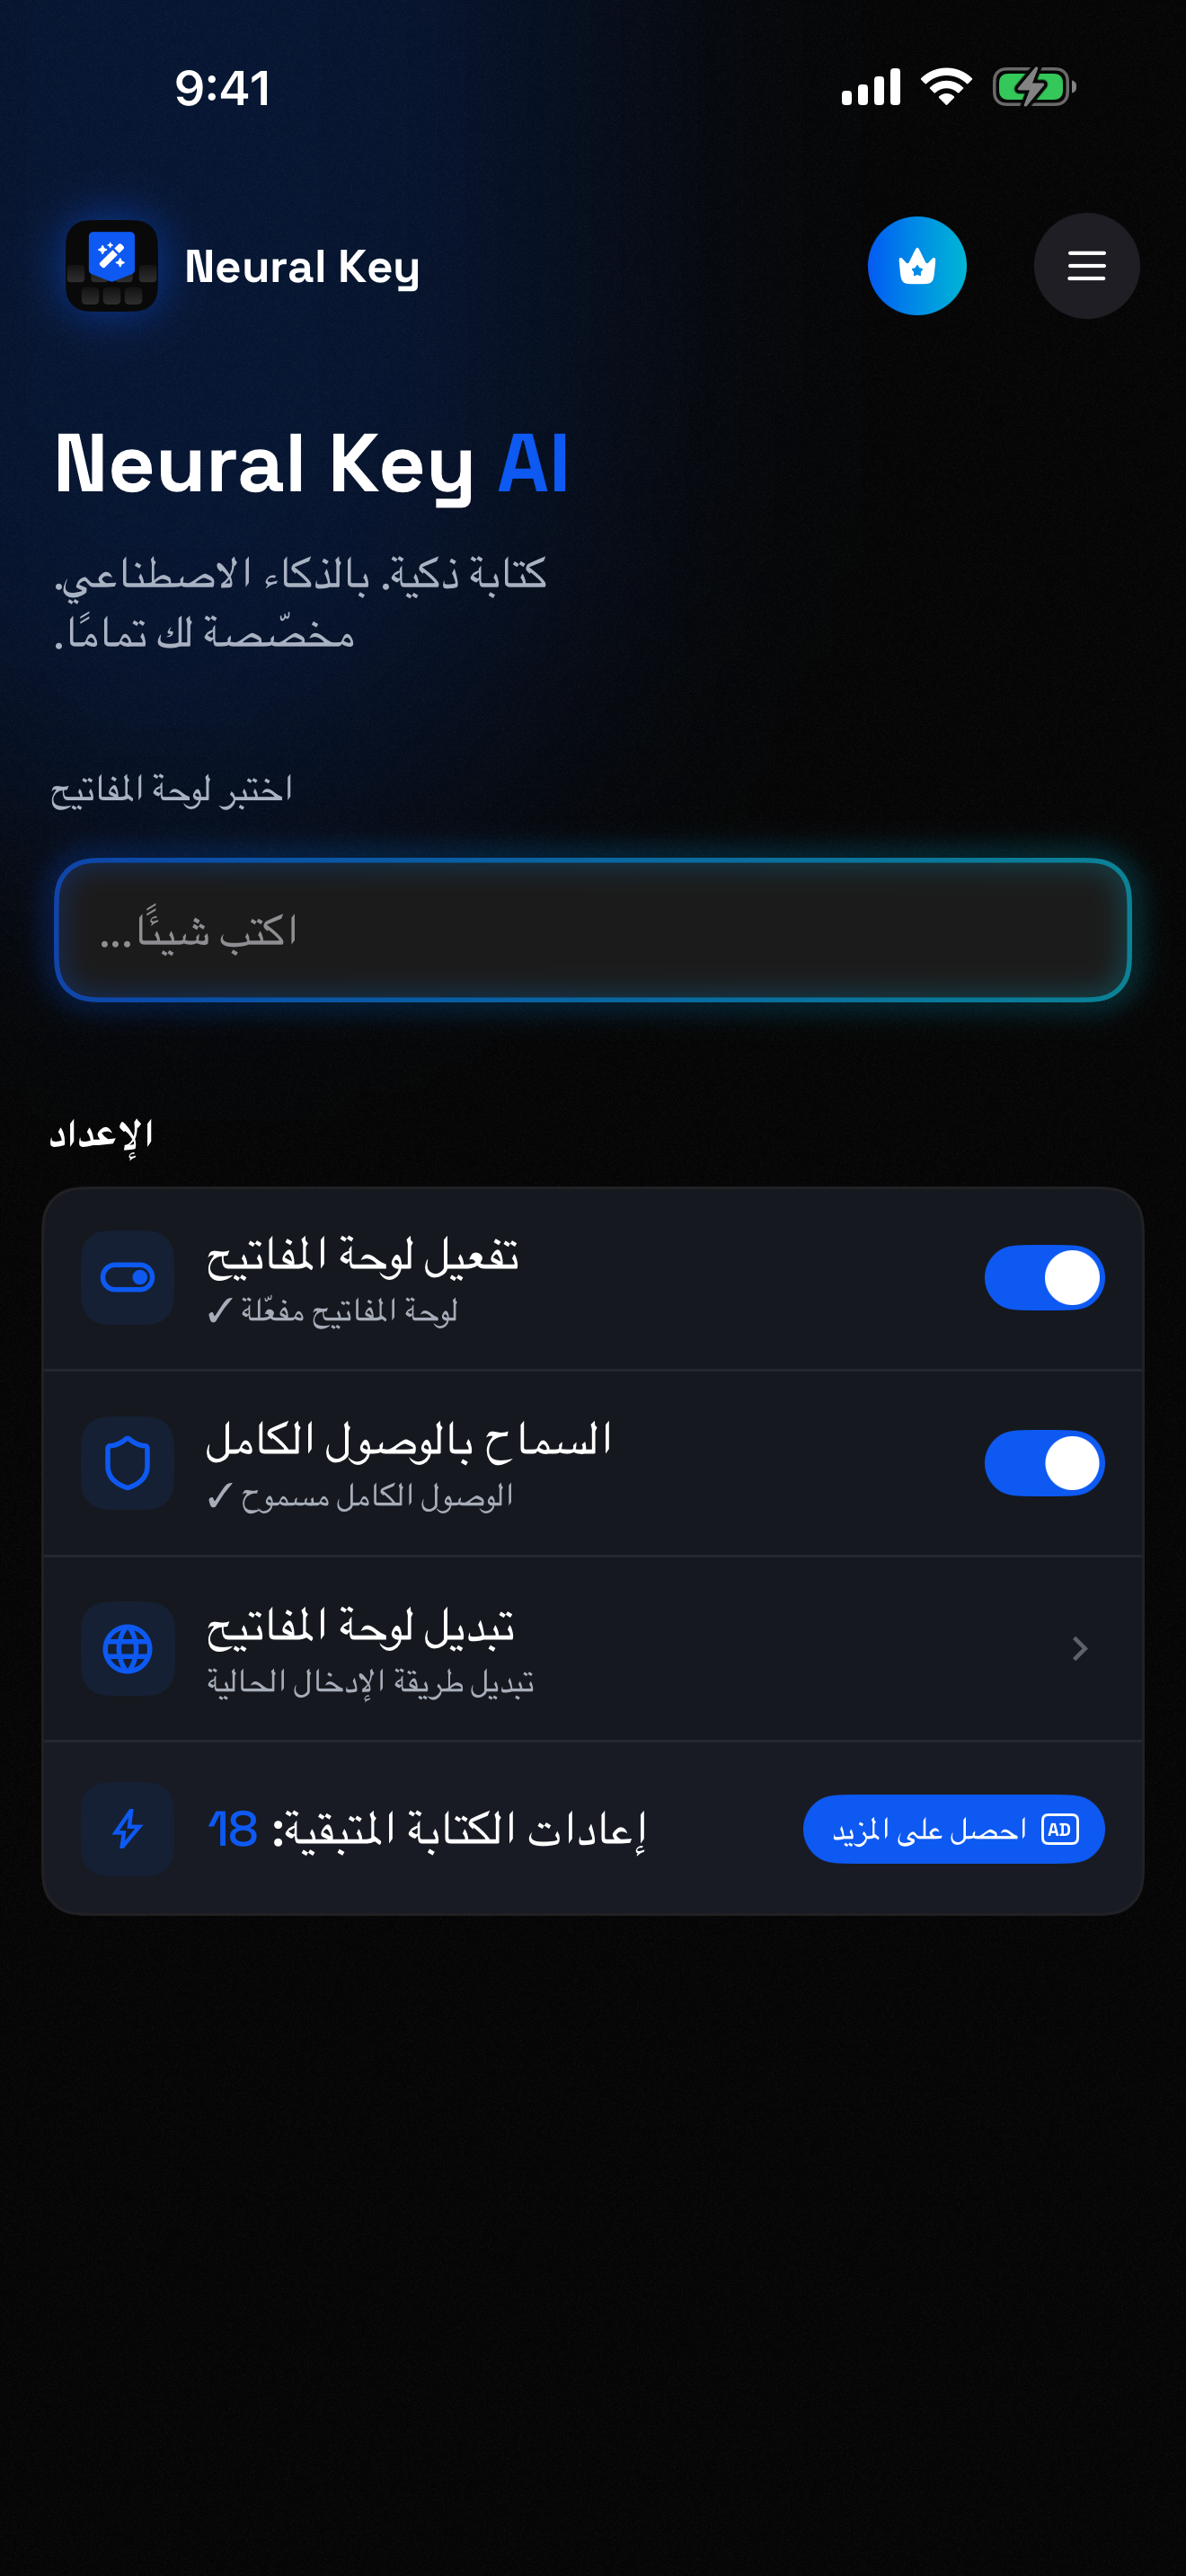 9:41
Neural Key
Neural Key AI
كتابة ذكية. بالذكاء الاصطناعي.
مخصّصة لك تمامًا.
اختبر لوحة المفاتيح
اكتب شيئًا...
الإعداد
تفعيل لوحة المفاتيح
لوحة المفاتيح مفعّلة ✓
السماح بالوصول الكامل
الوصول الكامل مسموح ✓
تبديل لوحة المفاتيح
تبديل طريقة الإدخال الحالية
إعادات الكتابة المتبقية: 18
AD احصل على المزيد